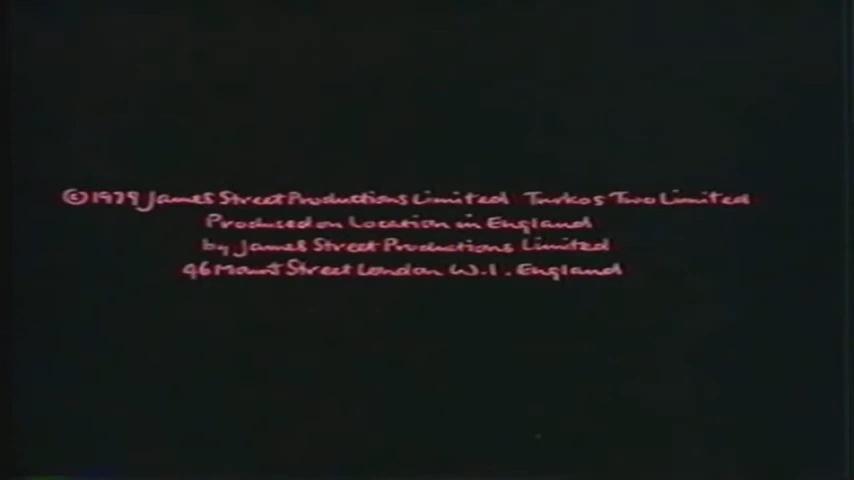 ©1979 James Street Productions Limited Turkos Two Limited
Produced on Location in England
by James Street Productions Limited
96 Mount Street London W.1. England